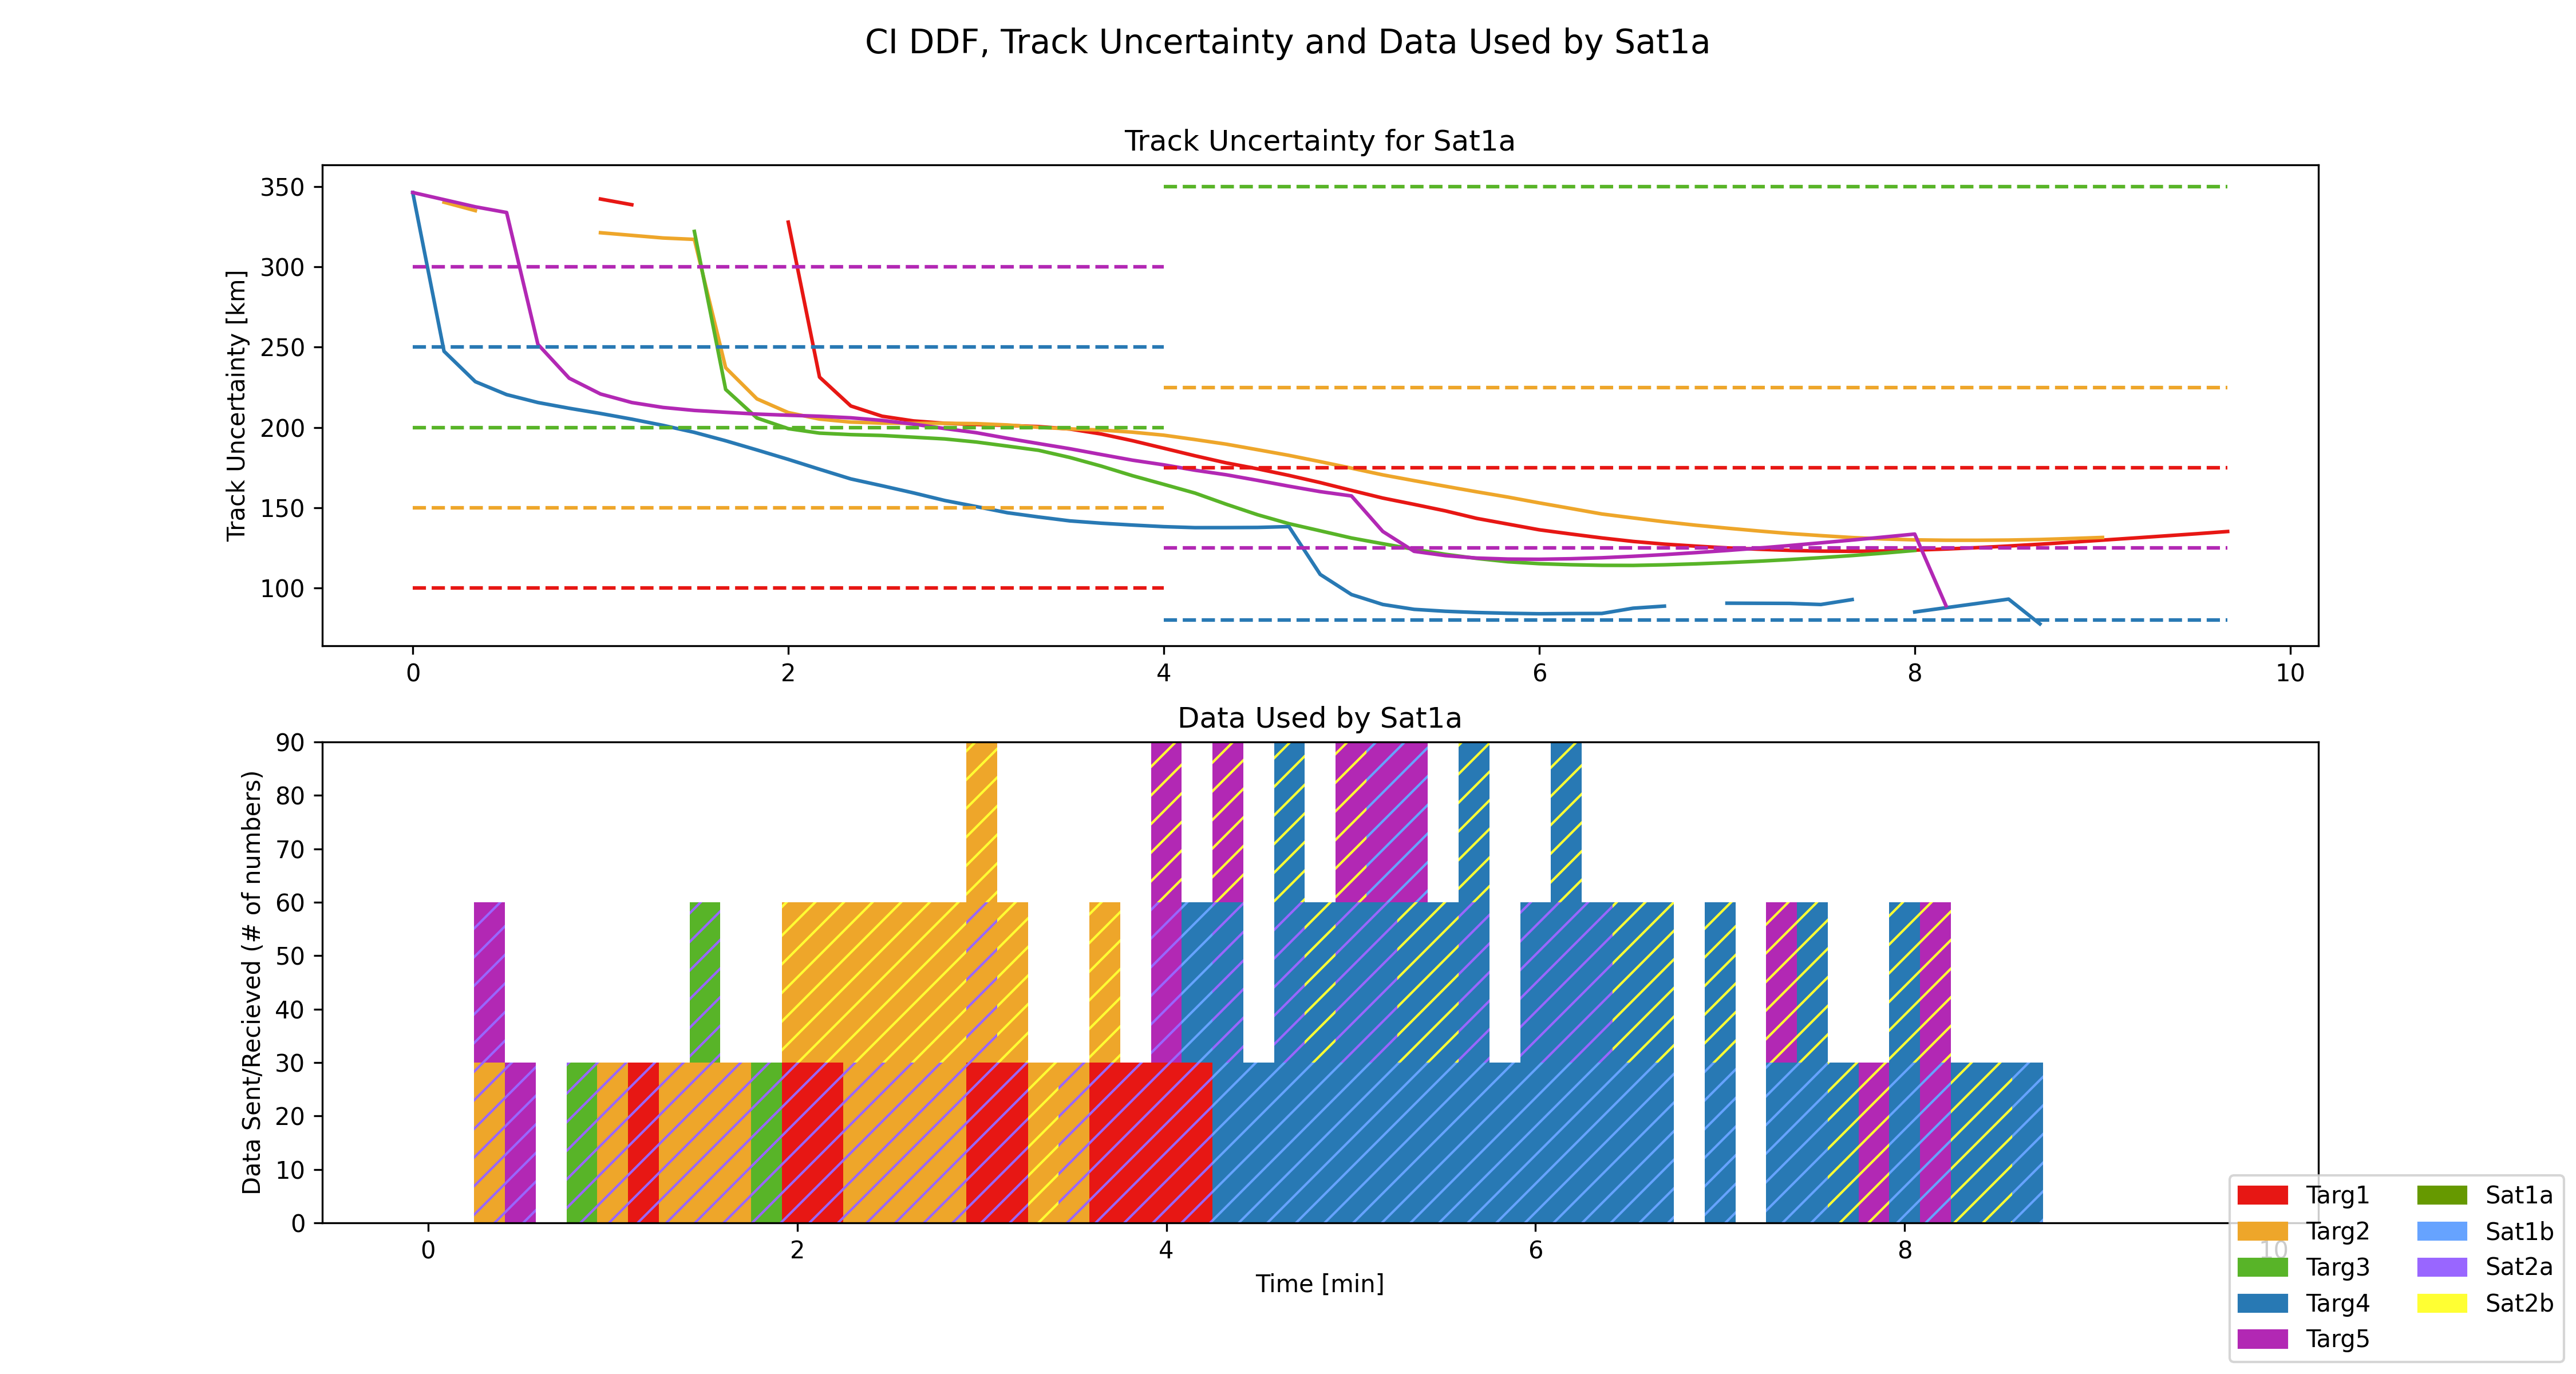 CI DDF, Track Uncertainty and Data Used by Sat1a
Track Uncertainty for Sat1a
Track Uncertainty [km]
350
300
250
200
150
100
0 2 4 6 8 10
Data Used by Sat1a
Data Sent/Recieved (# of numbers)
90
80
70
60
50
40
30
20
10
0
0 2 4 6 8 10
Time [min]
Targ1 Sat1a
Targ2 Sat1b
Targ3 Sat2a
Targ4 Sat2b
Targ5